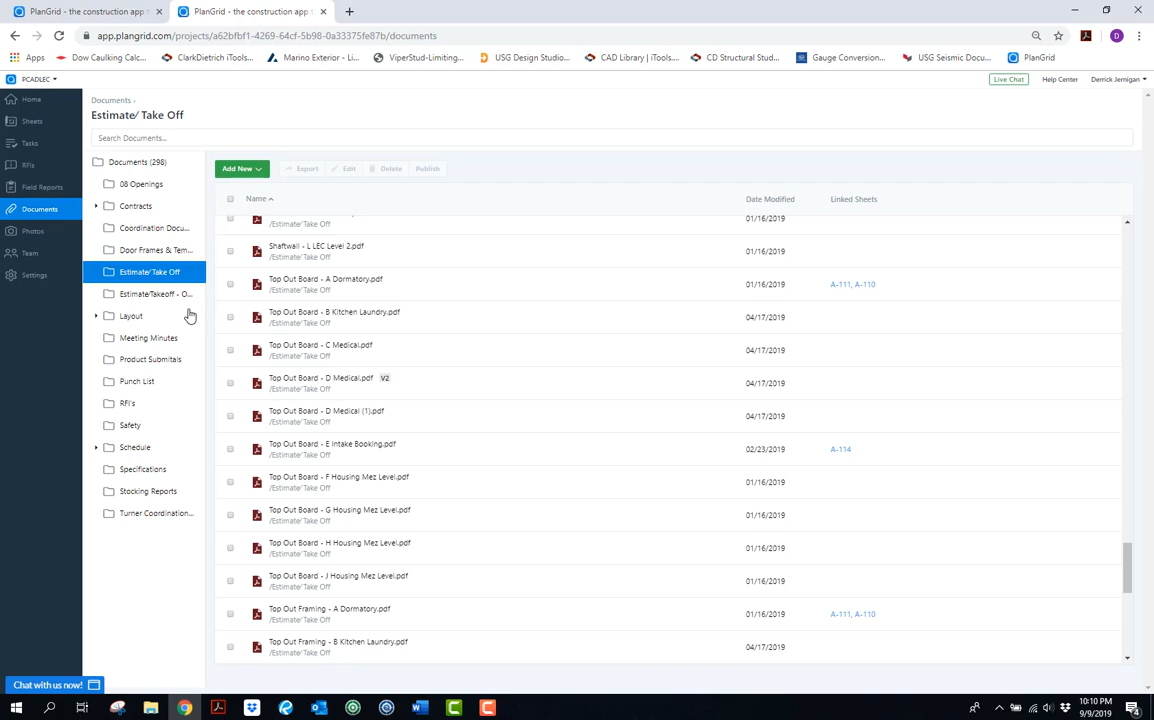 PlanGrid - the construction app
PlanGrid - the construction app
app.plangrid.com/projects/a62bfbf1-4269-64cf-5b98-0a33375fe87b/documents
Apps
Dow Caulking Calc...
ClarkDietrich iTools...
Marino Exterior - Li...
ViperStud-Limiting...
USG Design Studio...
CAD Library | iTools...
CD Structural Stud...
Gauge Conversion...
USG Seismic Docu...
PlanGrid
PCADLEC
Live Chat
Help Center
Derrick Jernigan
Home
Sheets
Tasks
RFIs
Field Reports
Documents
Photos
Team
Settings
Documents ›
Estimate/ Take Off
Search Documents...
Documents (298)
08 Openings
Contracts
Coordination Docu...
Door Frames & Tem...
Estimate/ Take Off
Estimate/Takeoff - O...
Layout
Meeting Minutes
Product Submitals
Punch List
RFI's
Safety
Schedule
Specifications
Stocking Reports
Turner Coordination...
Add New
Export
Edit
Delete
Publish
Name
Date Modified
Linked Sheets
/Estimate/ Take Off
01/16/2019
Shaftwall - L LEC Level 2.pdf
/Estimate/ Take Off
01/16/2019
Top Out Board - A Dormatory.pdf
/Estimate/ Take Off
01/16/2019
A-111, A-110
Top Out Board - B Kitchen Laundry.pdf
/Estimate/ Take Off
04/17/2019
Top Out Board - C Medical.pdf
/Estimate/ Take Off
04/17/2019
Top Out Board - D Medical.pdf V2
/Estimate/ Take Off
04/17/2019
Top Out Board - D Medical (1).pdf
/Estimate/ Take Off
04/17/2019
Top Out Board - E Intake Booking.pdf
/Estimate/ Take Off
02/23/2019
A-114
Top Out Board - F Housing Mez Level.pdf
/Estimate/ Take Off
01/16/2019
Top Out Board - G Housing Mez Level.pdf
/Estimate/ Take Off
01/16/2019
Top Out Board - H Housing Mez Level.pdf
/Estimate/ Take Off
01/16/2019
Top Out Board - J Housing Mez Level.pdf
/Estimate/ Take Off
01/16/2019
Top Out Framing - A Dormatory.pdf
/Estimate/ Take Off
01/16/2019
A-111, A-110
Top Out Framing - B Kitchen Laundry.pdf
/Estimate/ Take Off
04/17/2019
Chat with us now!
10:10 PM
9/9/2019